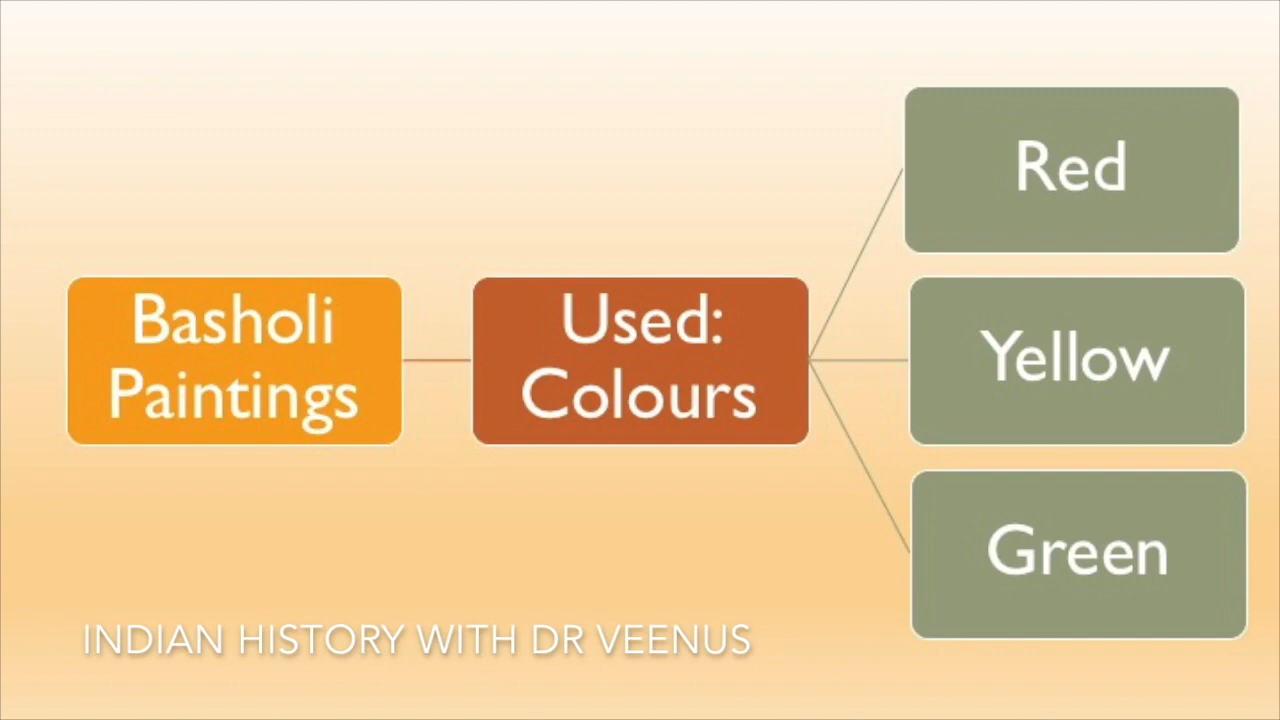 Basholi
Paintings
Used:
Colours
Red
Yellow
Green
INDIAN HISTORY WITH DR VEENUS